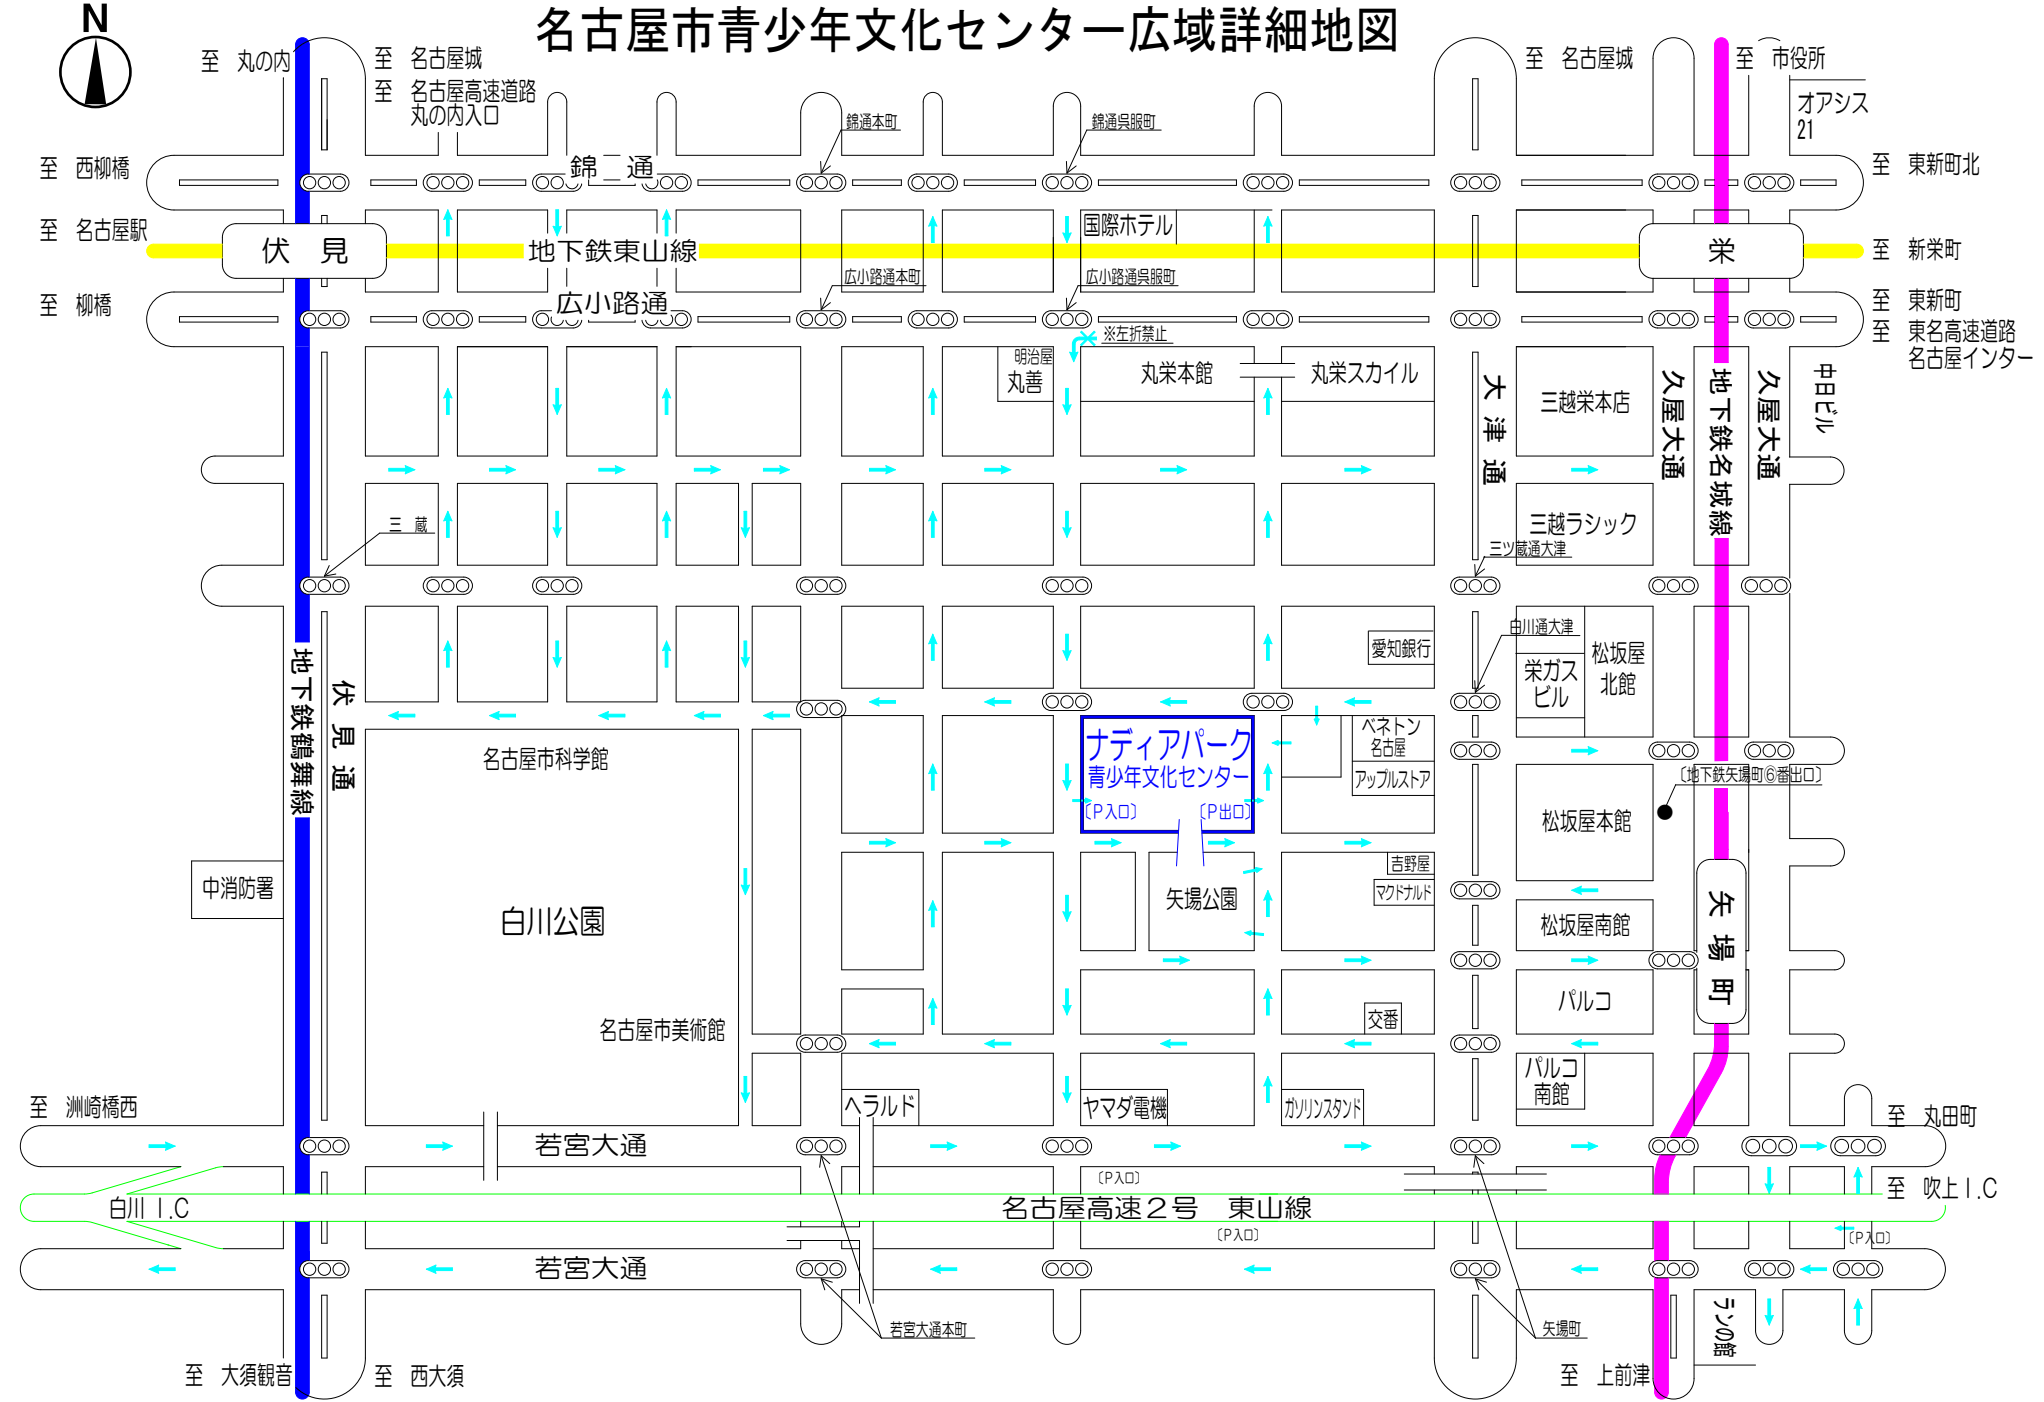 名古屋市青少年文化センター広域詳細地図
N
至 丸の内
至 名古屋城
至 名古屋高速道路
丸の内入口
至 名古屋城
至 市役所
オアシス
21
錦通本町
錦通呉服町
至 西柳橋
錦三通
至 東新町北
至 名古屋駅
伏見
地下鉄東山線
国際ホテル
栄
至 新栄町
至 柳橋
広小路通
広小路通本町
広小路通呉服町
至 東新町
至 東名高速道路
名古屋インター
※左折禁止
明治屋
丸善
丸栄本館
丸栄スカイル
大津通
三越栄本店
久屋大通
地下鉄名城線
久屋大通
中日ビル
三蔵
三越ラシック
三ツ蔵通大津
地下鉄鶴舞線
伏見通
愛知銀行
白川通大津
栄ガス
ビル
松坂屋
北館
名古屋市科学館
ナディアパーク
青少年文化センター
〔P入口〕
〔P出口〕
ベネトン
名古屋
アップルストア
〔地下鉄矢場町⑥番出口〕
松坂屋本館
中消防署
白川公園
矢場公園
吉野屋
マクドナルド
松坂屋南館
矢場町
名古屋市美術館
交番
パルコ
パルコ
南館
至 洲崎橋西
ヘラルド
ヤマダ電機
ガソリンスタンド
至 丸田町
若宮大通
〔P入口〕
白川 I.C
名古屋高速2号 東山線
至 吹上 I.C
〔P入口〕
〔P入口〕
若宮大通
若宮大通本町
矢場町
ランの館
至 大須観音
至 西大須
至 上前津